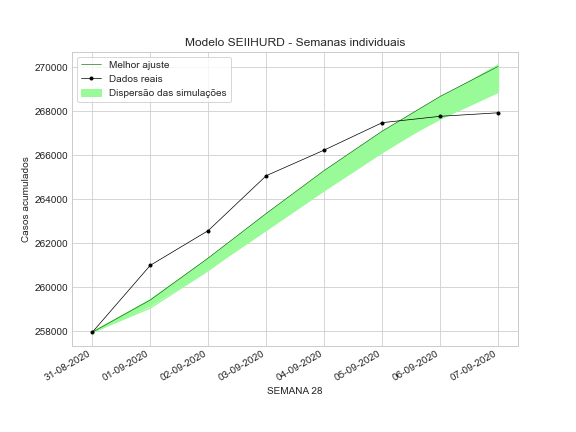 Modelo SEIIHURD - Semanas individuais
Melhor ajuste
Dados reais
Dispersão das simulações
Casos acumulados
270000
268000
266000
264000
262000
260000
258000
31-08-2020
01-09-2020
02-09-2020
03-09-2020
04-09-2020
05-09-2020
06-09-2020
07-09-2020
SEMANA 28